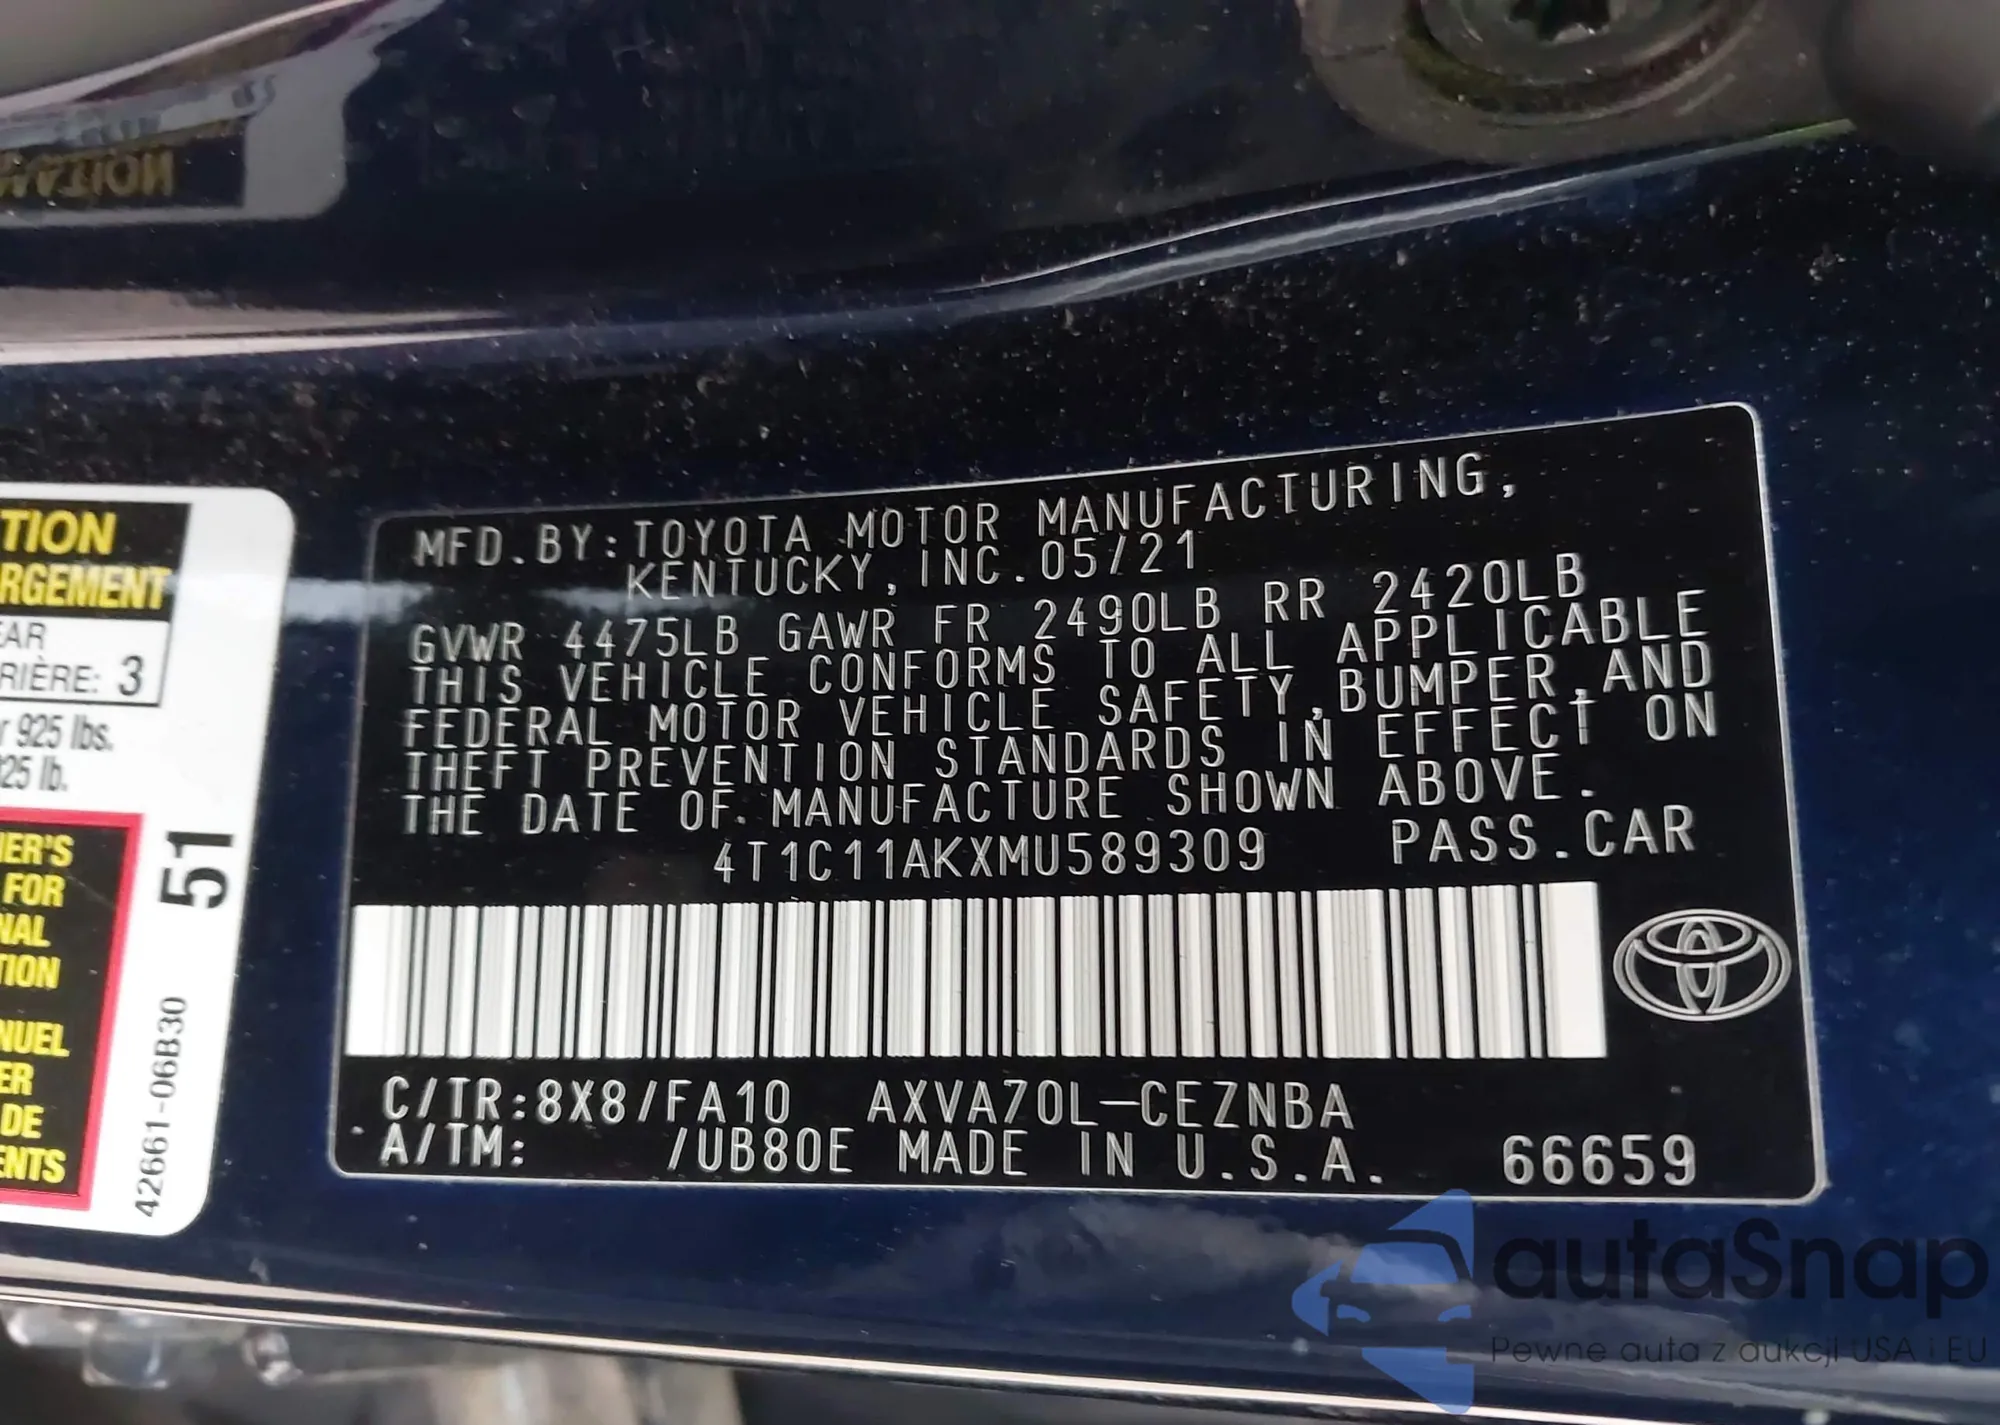 TION
RGEMENT
EAR
RIÈRE: 3
r 925 lbs.
25 lb.
ER'S
FOR
NAL
TION
NUEL
ER
DE
ENTS
51
42661-06B30
MFD.BY:TOYOTA MOTOR MANUFACTURING,
KENTUCKY, INC.05/21
GVWR 4475LB GAWR FR 2490LB RR 2420LB
THIS VEHICLE CONFORMS TO ALL APPLICABLE
FEDERAL MOTOR VEHICLE SAFETY,BUMPER,AND
THEFT PREVENTION STANDARDS IN EFFECT ON
THE DATE OF MANUFACTURE SHOWN ABOVE.
4T1C11AKXMU589309 PASS.CAR
C/TR:8X8/FA10 AXVA70L-CEZNBA
A/TM: /UB80E MADE IN U.S.A. 66659
autaSnap
Pewne auta z aukcji USA i EU